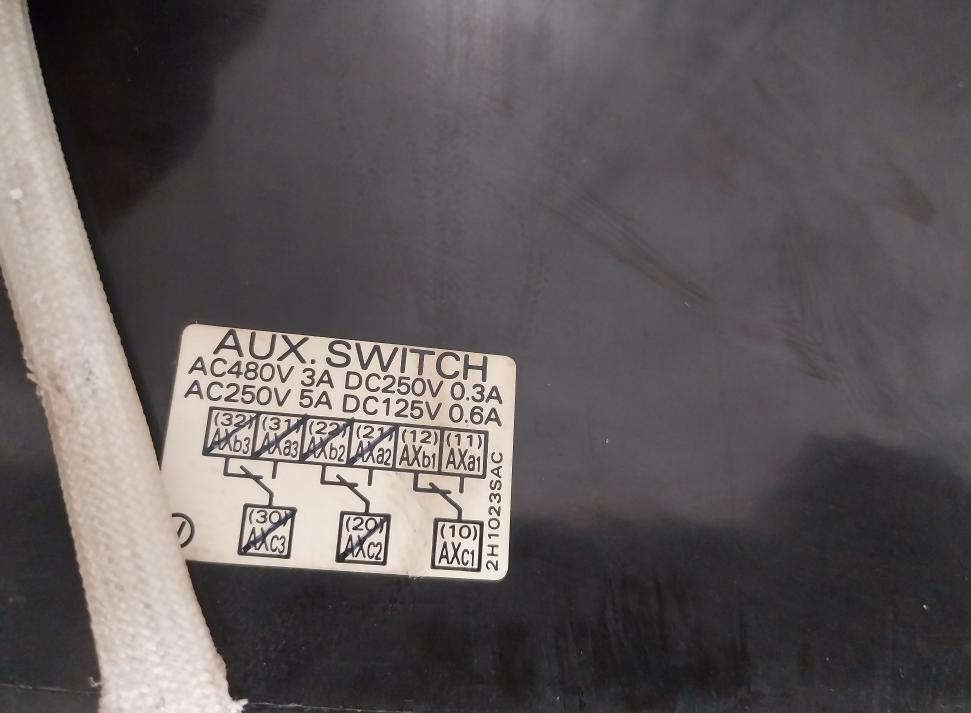 AUX. SWITCH
AC480V 3A DC250V 0.3A
AC250V 5A DC125V 0.6A
(32) (31) (22) (21) (12) (11)
AXb3 AXa3 AXb2 AXa2 AXb1 AXa1
(30) (20) (10)
AXc3 AXc2 AXc1
2H1023SAC